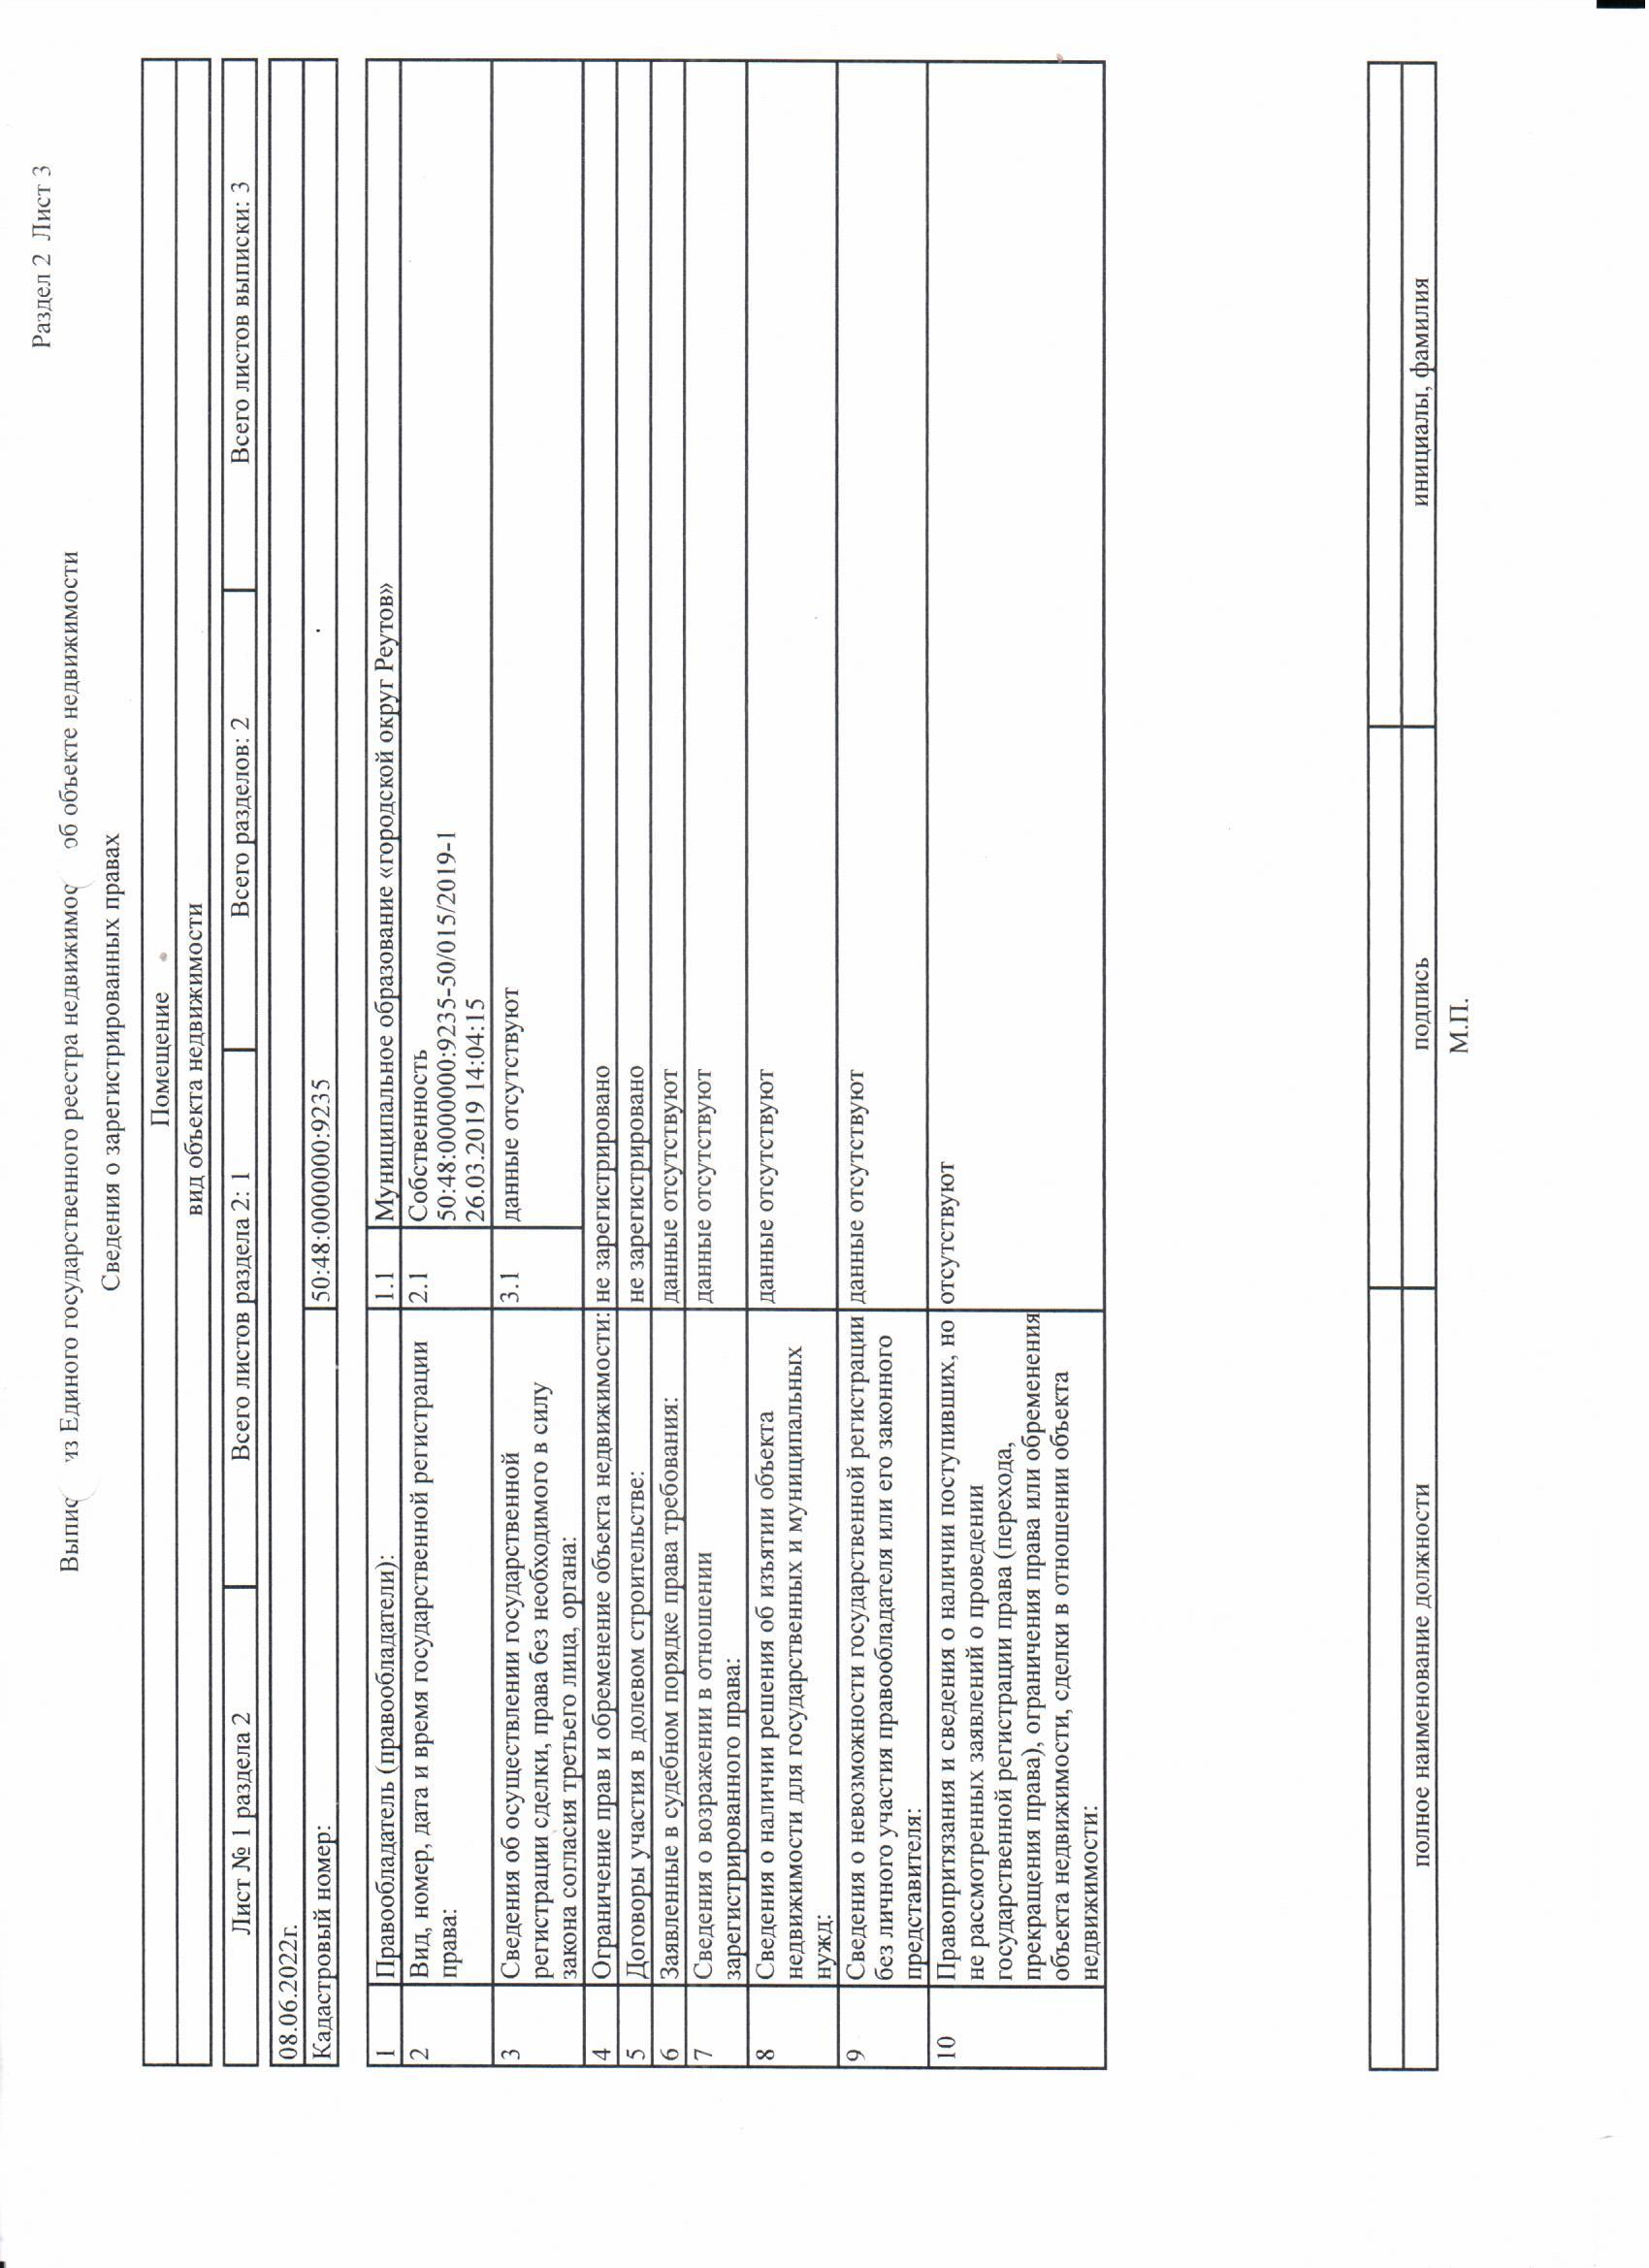 Раздел 2 Лист 3
Выпис из Единого государственного реестра недвижимос об объекте недвижимости
Сведения о зарегистрированных правах
Помещение
вид объекта недвижимости
Лист № 1 раздела 2 Всего листов раздела 2: 1 Всего разделов: 2 Всего листов выписки: 3
08.06.2022г.
Кадастровый номер: 50:48:0000000:9235
1 Правообладатель (правообладатели): 1.1 Муниципальное образование «городской округ Реутов»
2 Вид, номер, дата и время государственной регистрации
права:
2.1 Собственность
50:48:0000000:9235-50/015/2019-1
26.03.2019 14:04:15
3 Сведения об осуществлении государственной
регистрации сделки, права без необходимого в силу
закона согласия третьего лица, органа:
3.1 данные отсутствуют
4 Ограничение прав и обременение объекта недвижимости: не зарегистрировано
5 Договоры участия в долевом строительстве: не зарегистрировано
6 Заявленные в судебном порядке права требования: данные отсутствуют
7 Сведения о возражении в отношении
зарегистрированного права:
данные отсутствуют
8 Сведения о наличии решения об изъятии объекта
недвижимости для государственных и муниципальных
нужд:
данные отсутствуют
9 Сведения о невозможности государственной регистрации
без личного участия правообладателя или его законного
представителя:
данные отсутствуют
10 Правопритязания и сведения о наличии поступивших, но
не рассмотренных заявлений о проведении
государственной регистрации права (перехода,
прекращения права), ограничения права или обременения
объекта недвижимости, сделки в отношении объекта
недвижимости:
отсутствуют
полное наименование должности подпись инициалы, фамилия
М.П.